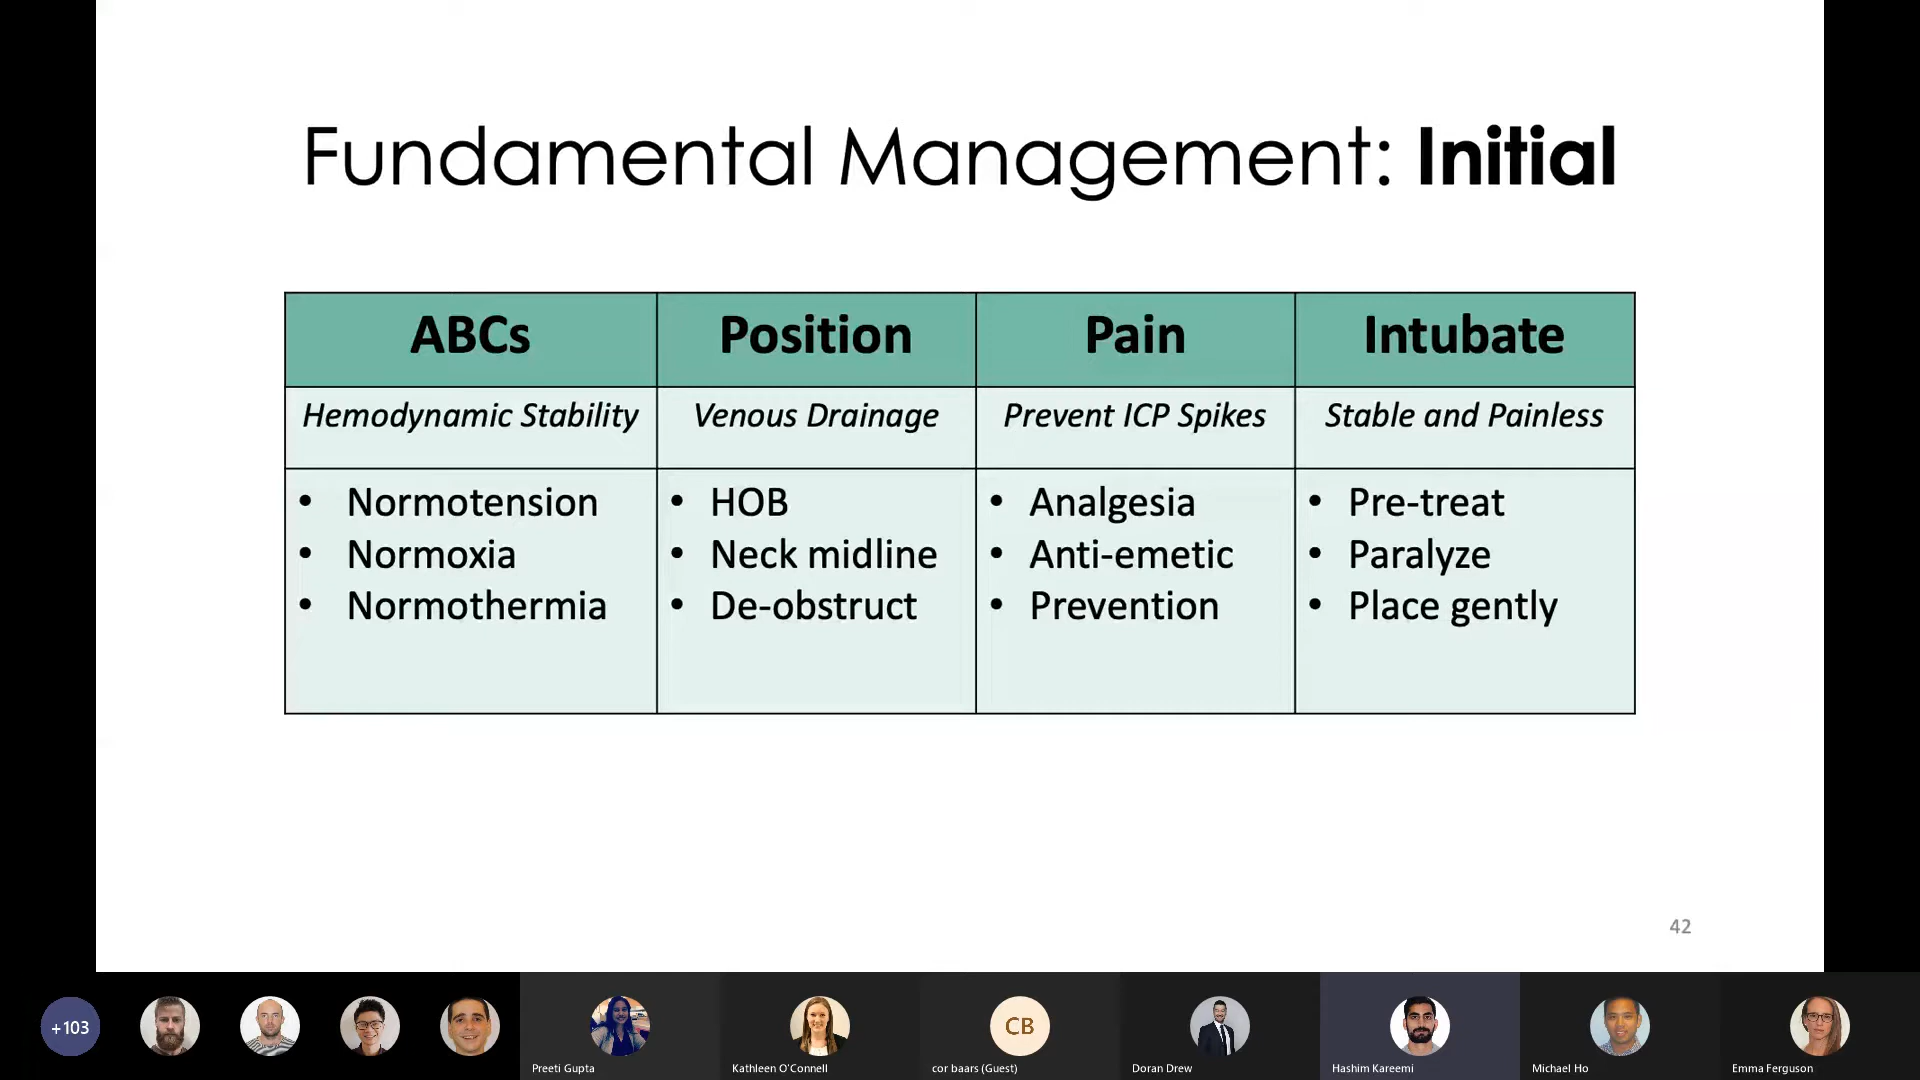 Fundamental Management: Initial
ABCs
Position
Pain
Intubate
Hemodynamic Stability
Venous Drainage
Prevent ICP Spikes
Stable and Painless
• Normotension
• Normoxia
• Normothermia
• HOB
• Neck midline
• De-obstruct
• Analgesia
• Anti-emetic
• Prevention
• Pre-treat
• Paralyze
• Place gently
42
+103
CB
Preeti Gupta
Kathleen O'Connell
cor baars (Guest)
Doran Drew
Hashim Kareemi
Michael Ho
Emma Ferguson